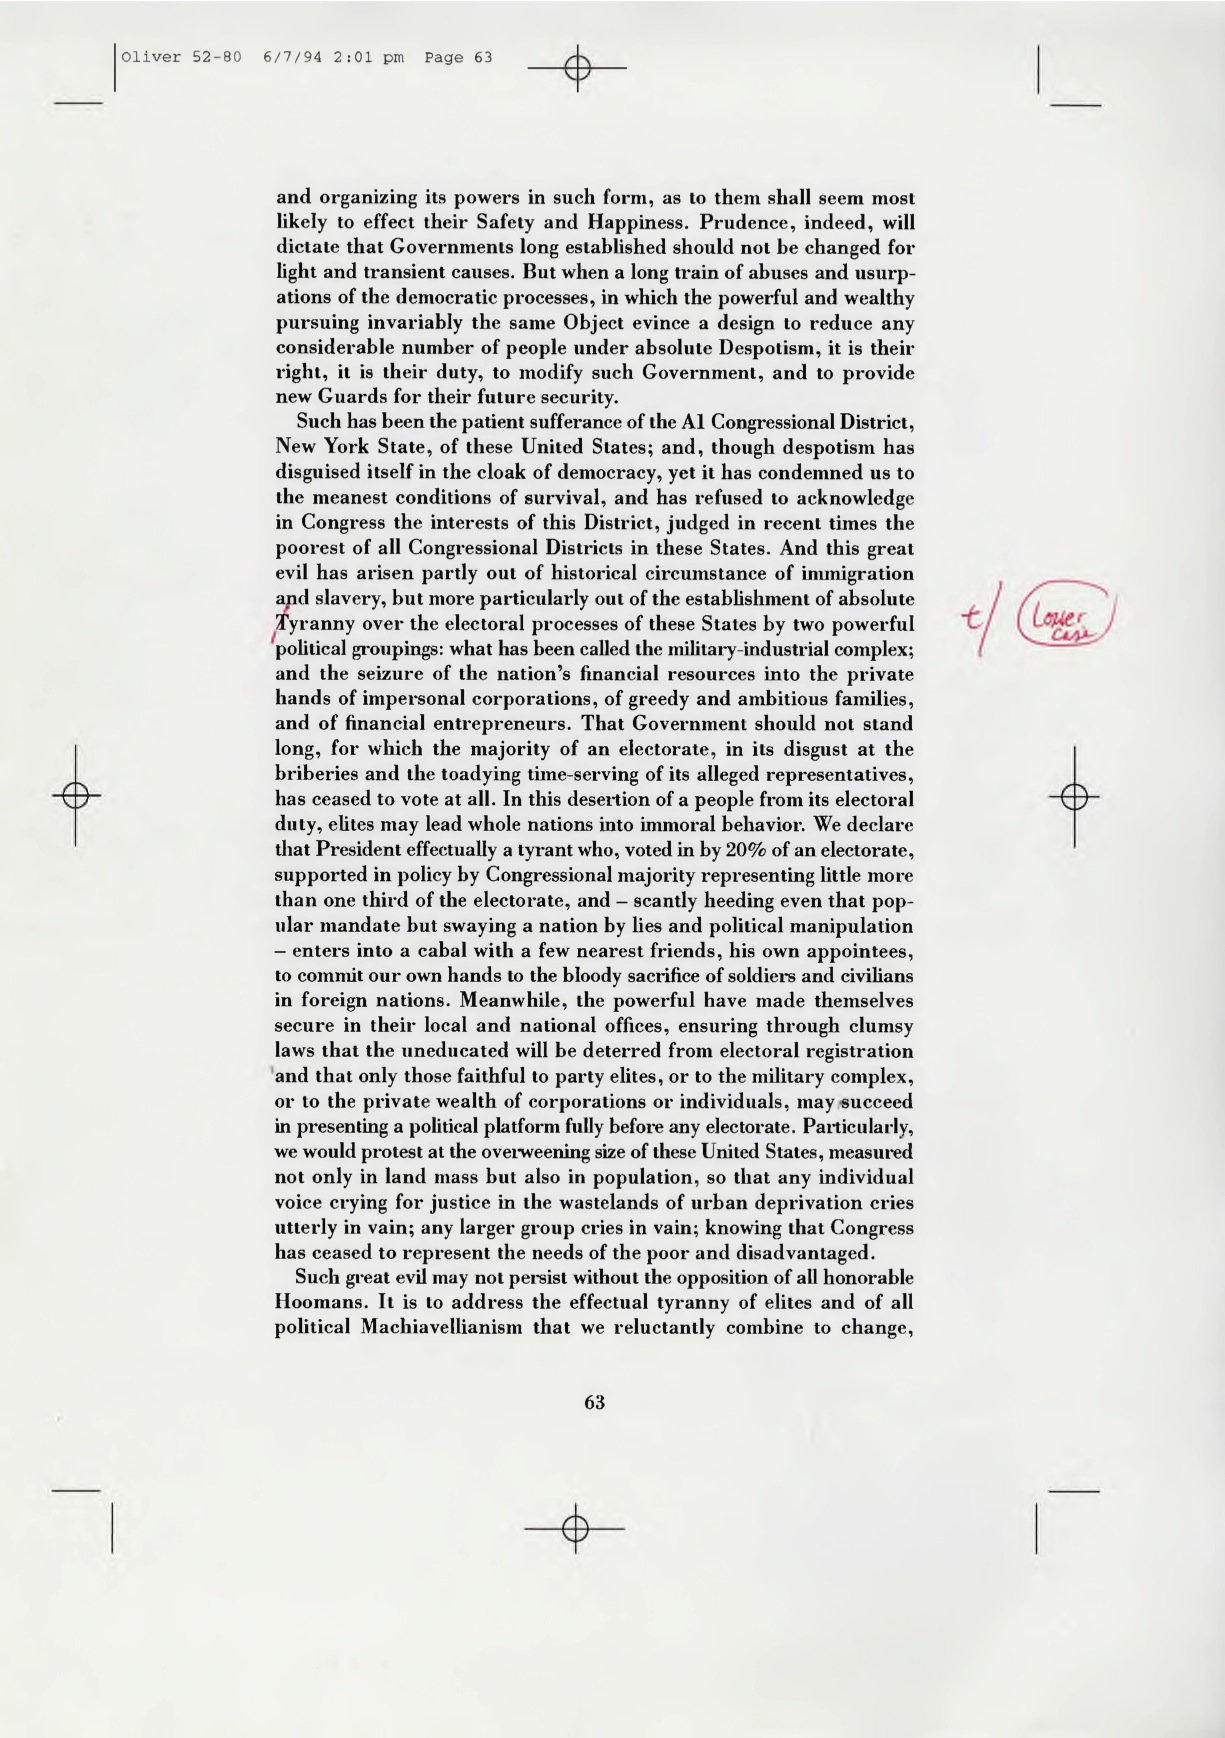 Oliver 52-80 6/7/94 2:01 pm Page 63
and organizing its powers in such form, as to them shall seem most
likely to effect their Safety and Happiness. Prudence, indeed, will
dictate that Governments long established should not be changed for
light and transient causes. But when a long train of abuses and usurp-
ations of the democratic processes, in which the powerful and wealthy
pursuing invariably the same Object evince a design to reduce any
considerable number of people under absolute Despotism, it is their
right, it is their duty, to modify such Government, and to provide
new Guards for their future security.
Such has been the patient sufferance of the A1 Congressional District,
New York State, of these United States; and, though despotism has
disguised itself in the cloak of democracy, yet it has condemned us to
the meanest conditions of survival, and has refused to acknowledge
in Congress the interests of this District, judged in recent times the
poorest of all Congressional Districts in these States. And this great
evil has arisen partly out of historical circumstance of immigration
and slavery, but more particularly out of the establishment of absolute
Tyranny over the electoral processes of these States by two powerful
t/ Lower case
political groupings: what has been called the military-industrial complex;
and the seizure of the nation's financial resources into the private
hands of impersonal corporations, of greedy and ambitious families,
and of financial entrepreneurs. That Government should not stand
long, for which the majority of an electorate, in its disgust at the
briberies and the toadying time-serving of its alleged representatives,
has ceased to vote at all. In this desertion of a people from its electoral
duty, elites may lead whole nations into immoral behavior. We declare
that President effectually a tyrant who, voted in by 20% of an electorate,
supported in policy by Congressional majority representing little more
than one third of the electorate, and – scantly heeding even that pop-
ular mandate but swaying a nation by lies and political manipulation
– enters into a cabal with a few nearest friends, his own appointees,
to commit our own hands to the bloody sacrifice of soldiers and civilians
in foreign nations. Meanwhile, the powerful have made themselves
secure in their local and national offices, ensuring through clumsy
laws that the uneducated will be deterred from electoral registration
and that only those faithful to party elites, or to the military complex,
or to the private wealth of corporations or individuals, may succeed
in presenting a political platform fully before any electorate. Particularly,
we would protest at the overweening size of these United States, measured
not only in land mass but also in population, so that any individual
voice crying for justice in the wastelands of urban deprivation cries
utterly in vain; any larger group cries in vain; knowing that Congress
has ceased to represent the needs of the poor and disadvantaged.
Such great evil may not persist without the opposition of all honorable
Hoomans. It is to address the effectual tyranny of elites and of all
political Machiavellianism that we reluctantly combine to change,
63